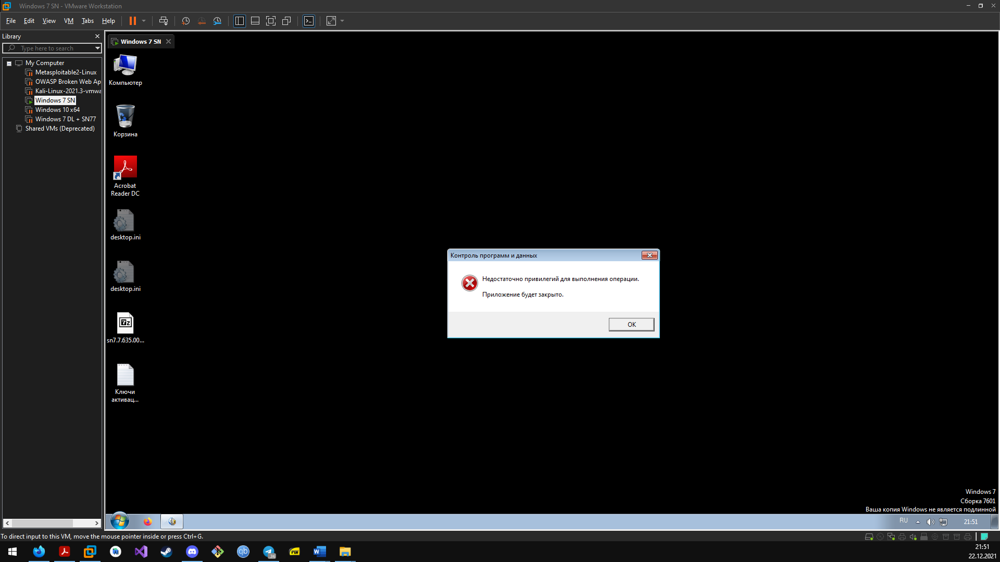 Windows 7 SN - VMware Workstation
File Edit View VM Tabs Help
Library
Type here to search
My Computer
Metasploitable2-Linux
OWASP Broken Web Ap
Kali-Linux-2021.3-vmwa
Windows 7 SN
Windows 10 x64
Windows 7 DL + SN77
Shared VMs (Deprecated)
Windows 7 SN
Компьютер
Корзина
Acrobat
Reader DC
desktop.ini
desktop.ini
7z
sn7.7.635.00...
Ключи
активац...
Контроль программ и данных
Недостаточно привилегий для выполнения операции.
Приложение будет закрыто.
OK
Windows 7
Сборка 7601
Ваша копия Windows не является подлинной
RU
21:51
To direct input to this VM, move the mouse pointer inside or press Ctrl+G.
qb
36
PDF
W
21:51
22.12.2021